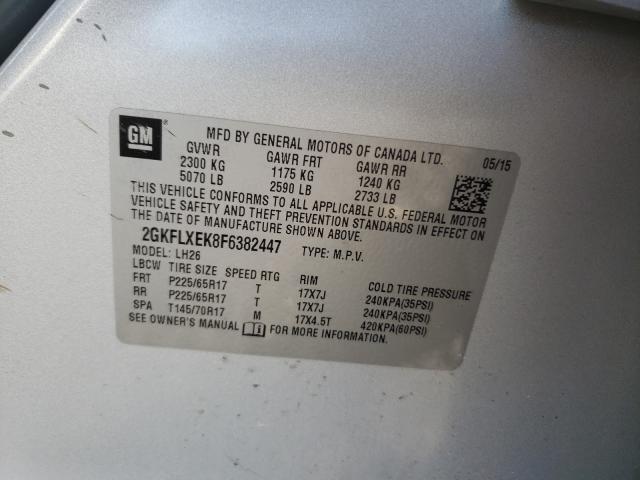 GM
®
MFD BY GENERAL MOTORS OF CANADA LTD.
05/15
GVWR GAWR FRT GAWR RR
2300 KG 1175 KG 1240 KG
5070 LB 2590 LB 2733 LB
THIS VEHICLE CONFORMS TO ALL APPLICABLE U.S. FEDERAL MOTOR
VEHICLE SAFETY AND THEFT PREVENTION STANDARDS IN EFFECT ON
THE DATE OF MANUFACTURE SHOWN ABOVE.
2GKFLXEK8F6382447 TYPE: M.P.V.
MODEL: LH26
LBCW TIRE SIZE SPEED RTG RIM COLD TIRE PRESSURE
FRT P225/65R17 T 17X7J 240KPA(35PSI)
RR P225/65R17 T 17X7J 240KPA(35PSI)
SPA T145/70R17 M 17X4.5T 420KPA(60PSI)
SEE OWNER'S MANUAL FOR MORE INFORMATION.